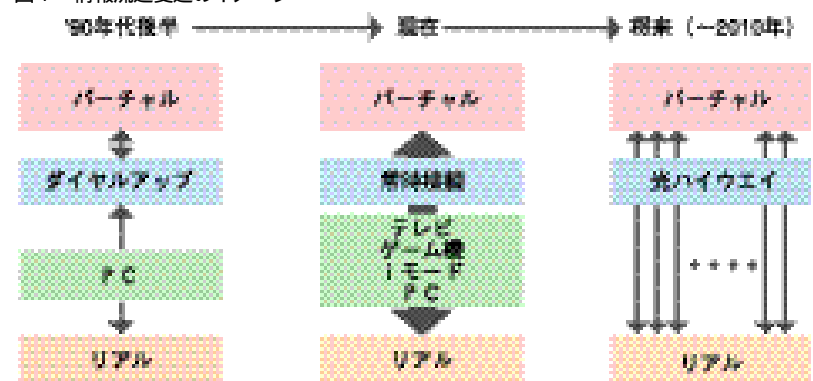 '90年代後半 現在 将来 (〜2010年)
バーチャル バーチャル バーチャル
ダイヤルアップ 常時接続 光ハイウエイ
テレビ
ゲーム機
iモード
PC PC
リアル リアル リアル